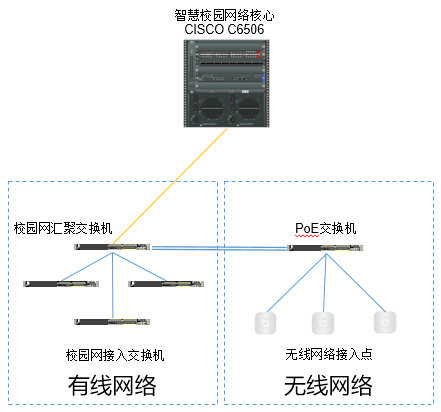 智慧校园网络核心
CISCO C6506
校园网汇聚交换机
PoE交换机
校园网接入交换机
无线网络接入点
有线网络
无线网络